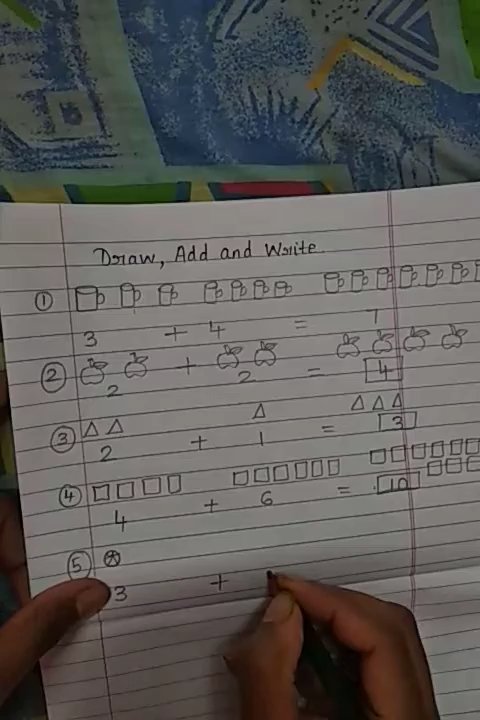 Draw, Add and Write
①
3 + 4 = 7
②
2 + 2 = 4
③
2 + 1 = 3
④
4 + 6 = 10
⑤
3 +